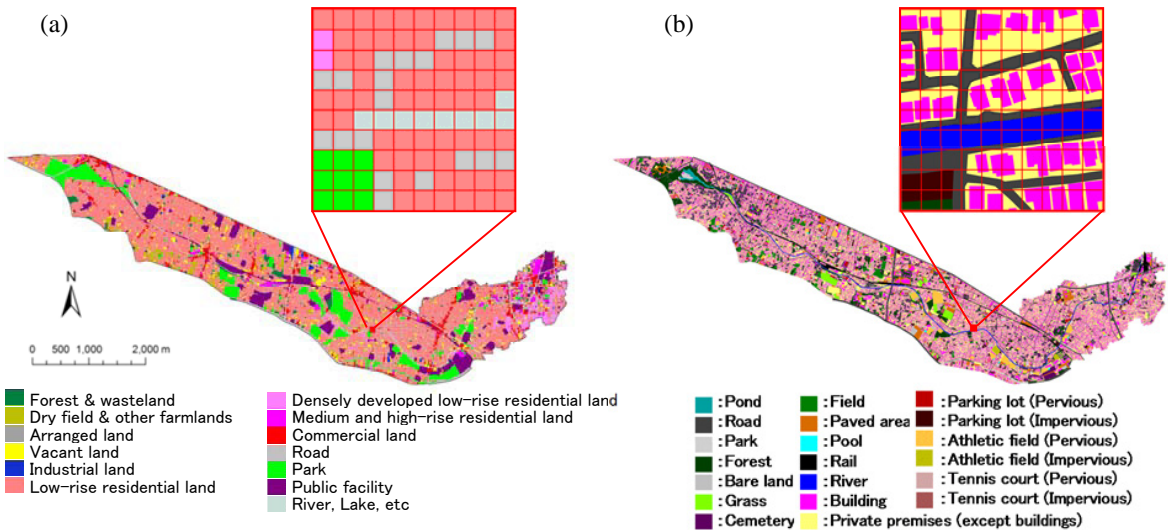 (a)
(b)
N
0 500 1,000 2,000 m
Forest & wasteland
Dry field & other farmlands
Arranged land
Vacant land
Industrial land
Low-rise residential land
Densely developed low-rise residential land
Medium and high-rise residential land
Commercial land
Road
Park
Public facility
River, Lake, etc
:Pond
:Road
:Park
:Forest
:Bare land
:Grass
:Cemetery
:Field
:Paved area
:Pool
:Rail
:River
:Building
:Private premises (except buildings)
:Parking lot (Pervious)
:Parking lot (Impervious)
:Athletic field (Pervious)
:Athletic field (Impervious)
:Tennis court (Pervious)
:Tennis court (Impervious)